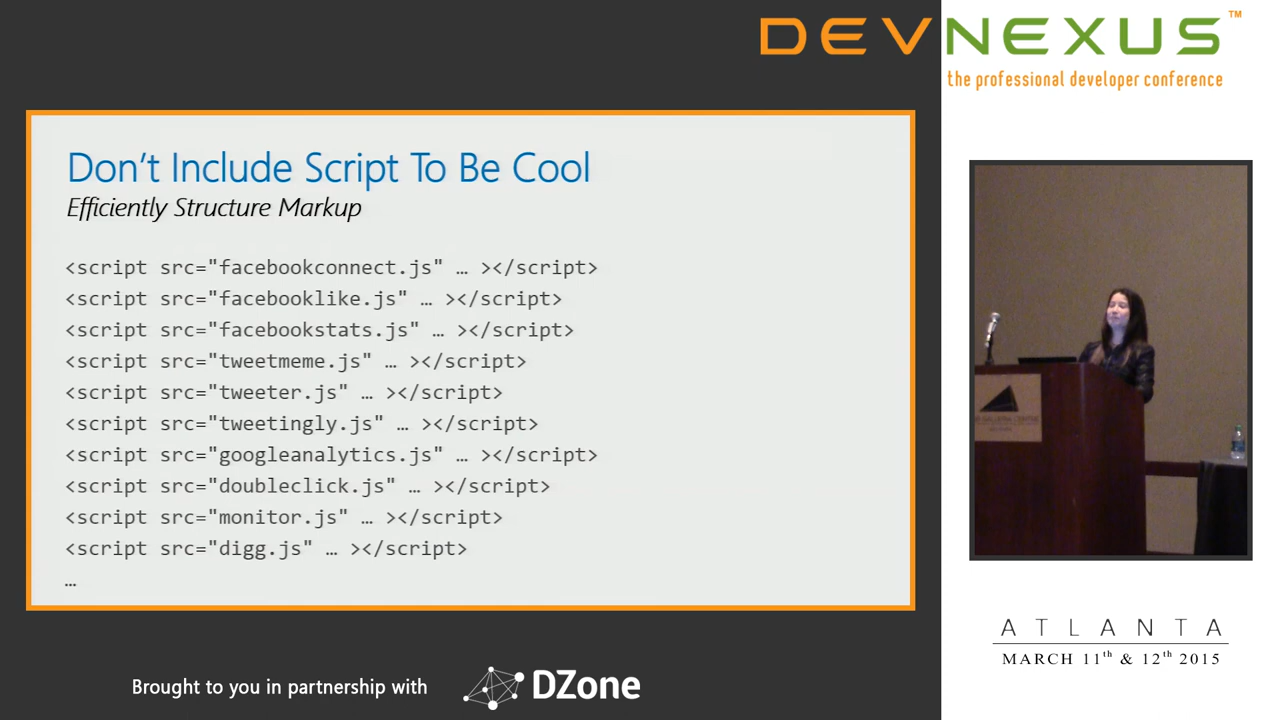 DEVNEXUS™
the professional developer conference
Don't Include Script To Be Cool
Efficiently Structure Markup
<script src="facebookconnect.js" … ></script>
<script src="facebooklike.js" … ></script>
<script src="facebookstats.js" … ></script>
<script src="tweetmeme.js" … ></script>
<script src="tweeter.js" … ></script>
<script src="tweetingly.js" … ></script>
<script src="googleanalytics.js" … ></script>
<script src="doubleclick.js" … ></script>
<script src="monitor.js" … ></script>
<script src="digg.js" … ></script>
…
ATLANTA
MARCH 11th & 12th 2015
Brought to you in partnership with
DZone